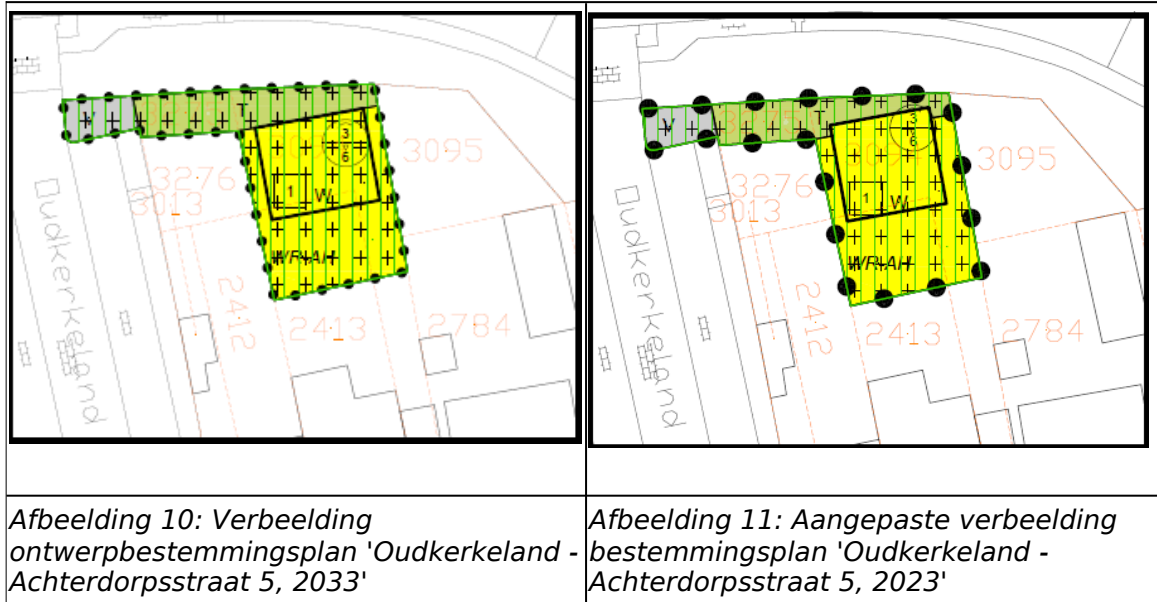 V
T
3
6
3095
3276
3013
1
W
WR-AH
Oudkerkeland
2412
2413
2784
V
3075
T
3
6
3095
3276
3013
1
W
WR-AH
Oudkerkeland
2412
2413
2784
Afbeelding 10: Verbeelding
ontwerpbestemmingsplan 'Oudkerkeland -
Achterdorpsstraat 5, 2033'
Afbeelding 11: Aangepaste verbeelding
bestemmingsplan 'Oudkerkeland -
Achterdorpsstraat 5, 2023'